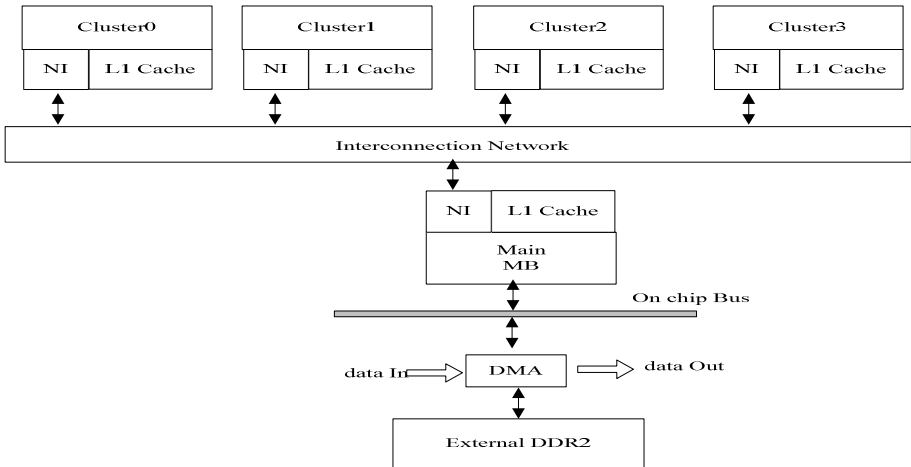 Cluster0
Cluster1
Cluster2
Cluster3
NI
L1 Cache
NI
L1 Cache
NI
L1 Cache
NI
L1 Cache
Interconnection Network
NI
L1 Cache
Main
MB
On chip Bus
data In
DMA
data Out
External DDR2